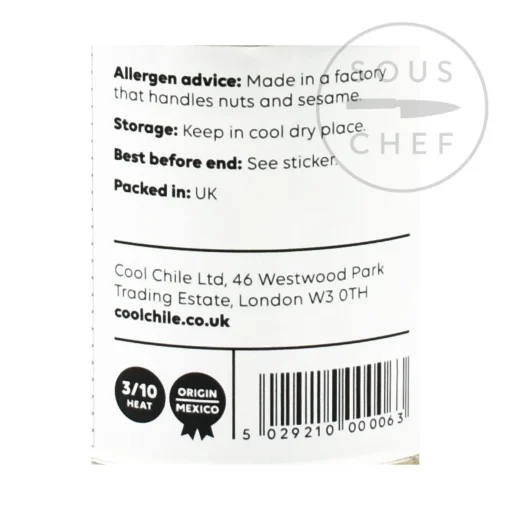 SOUS
CHEF
Allergen advice: Made in a factory
that handles nuts and sesame.
Storage: Keep in cool dry place.
Best before end: See sticker.
Packed in: UK
Cool Chile Ltd, 46 Westwood Park
Trading Estate, London W3 0TH
coolchile.co.uk
3/10
HEAT
ORIGIN
MEXICO
5 029210 000063